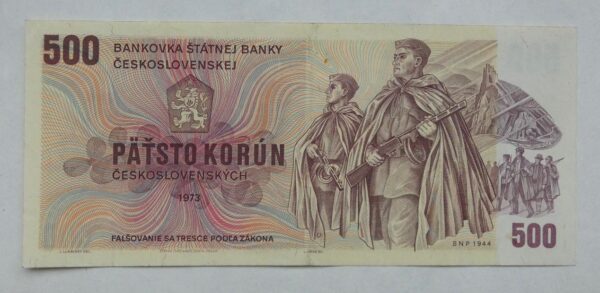 500 BANKOVKA ŠTÁTNEJ BANKY
ČESKOSLOVENSKEJ
PÄŤSTO KORÚN
ČESKOSLOVENSKÝCH
1973
FALŠOVANIE SA TRESCE PODĽA ZÁKONA
SNP 1944
500